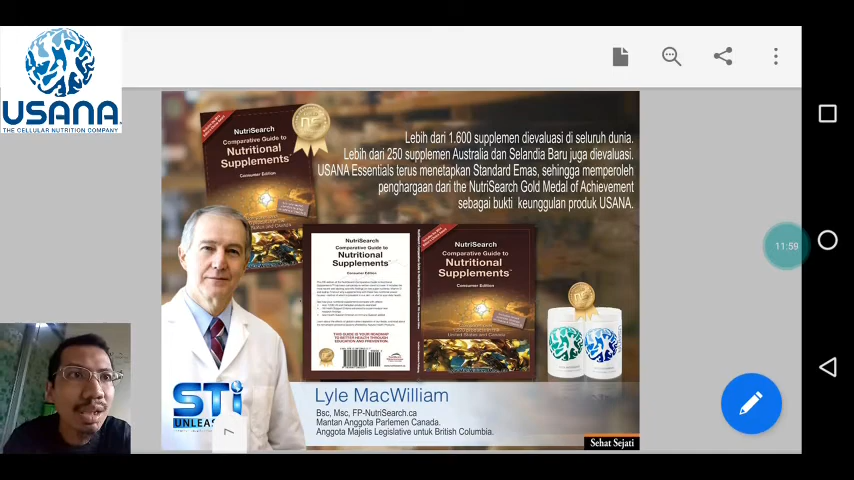 USANA
THE CELLULAR NUTRITION COMPANY
Lebih dari 1.600 supplemen dievaluasi di seluruh dunia.
Lebih dari 250 supplemen Australia dan Selandia Baru juga dievaluasi.
USANA Essentials terus menetapkan Standard Emas, sehingga memperoleh
penghargaan dari the NutriSearch Gold Medal of Achievement
sebagai bukti keunggulan produk USANA.
NutriSearch
Comparative Guide to
Nutritional
Supplements
Consumer Edition
NutriSearch
Comparative Guide to
Nutritional
Supplements
Consumer Edition
THIS GUIDE IS YOUR ROADMAP
TO BETTER HEALTH THROUGH
EDUCATION AND PREVENTION!
NutriSearch
Comparative Guide to
Nutritional
Supplements
Consumer Edition
United States and Canada
11:59
STi
UNLEAS
7
Lyle MacWilliam
Bsc, Msc, FP-NutriSearch.ca
Mantan Anggota Parlemen Canada.
Anggota Majelis Legislative untuk British Columbia.
Sehat Sejati